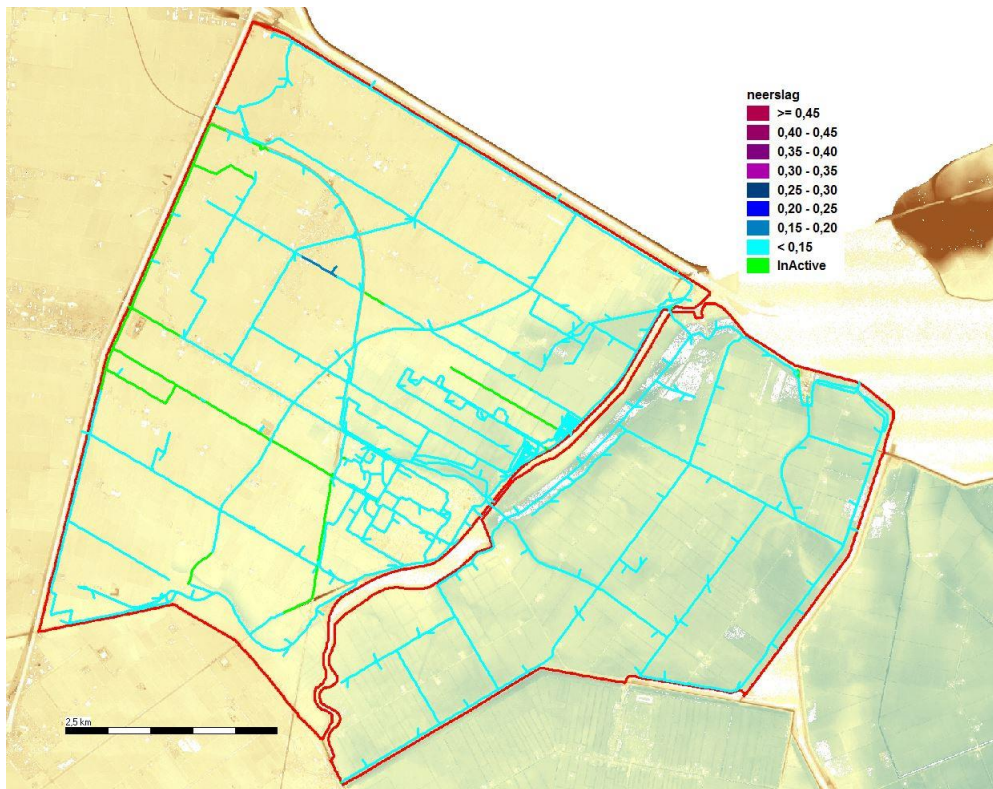 neerslag
>= 0,45
0,40 - 0,45
0,35 - 0,40
0,30 - 0,35
0,25 - 0,30
0,20 - 0,25
0,15 - 0,20
< 0,15
InActive
2,5 km